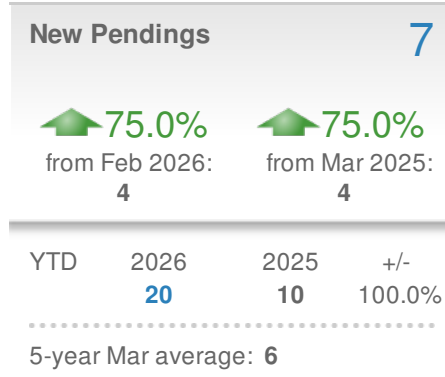 New Pendings 7
75.0% 75.0%
from Feb 2026: from Mar 2025:
4 4
YTD 2026 2025 +/-
20 10 100.0%
5-year Mar average: 6